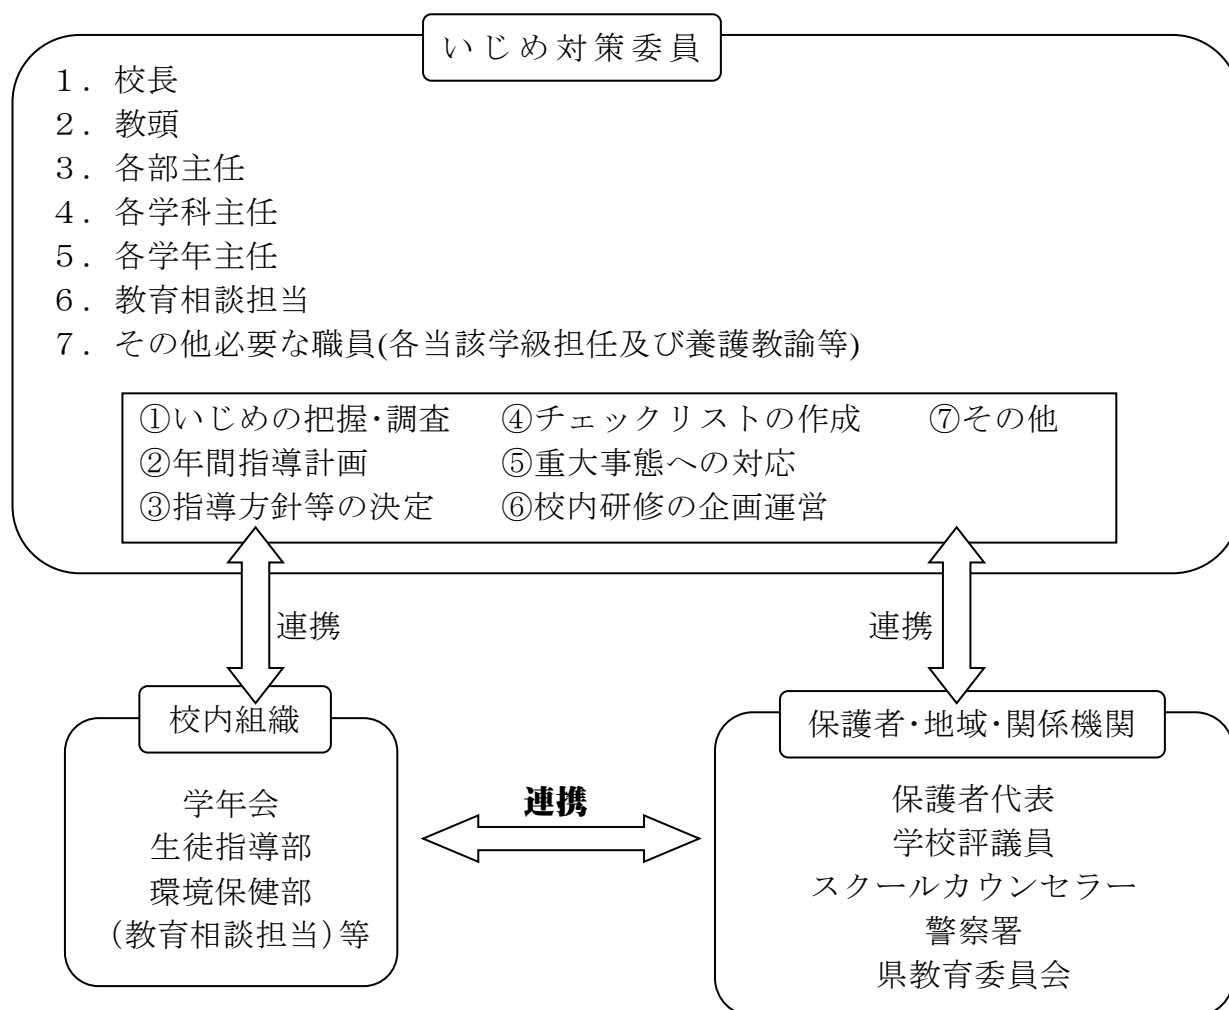 いじめ対策委員
１．校長
２．教頭
３．各部主任
４．各学科主任
５．各学年主任
６．教育相談担当
７．その他必要な職員(各当該学級担任及び養護教諭等)
①いじめの把握･調査　④チェックリストの作成　⑦その他
②年間指導計画　⑤重大事態への対応
③指導方針等の決定　⑥校内研修の企画運営
連携　連携
校内組織
学年会
生徒指導部
環境保健部
(教育相談担当)等
連携
保護者･地域･関係機関
保護者代表
学校評議員
スクールカウンセラー
警察署
県教育委員会